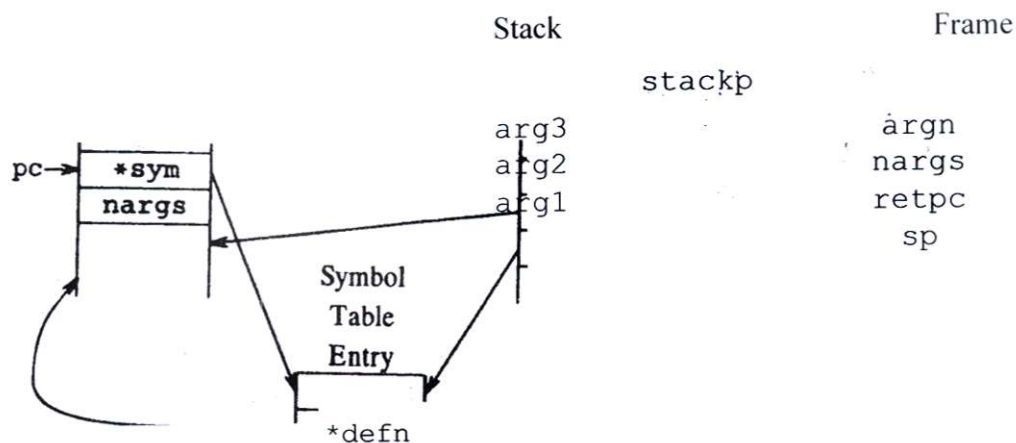 Stack
Frame
stackp
arg3
arg2
arg1
argn
nargs
retpc
sp
pc
*sym
nargs
Symbol
Table
Entry
*defn